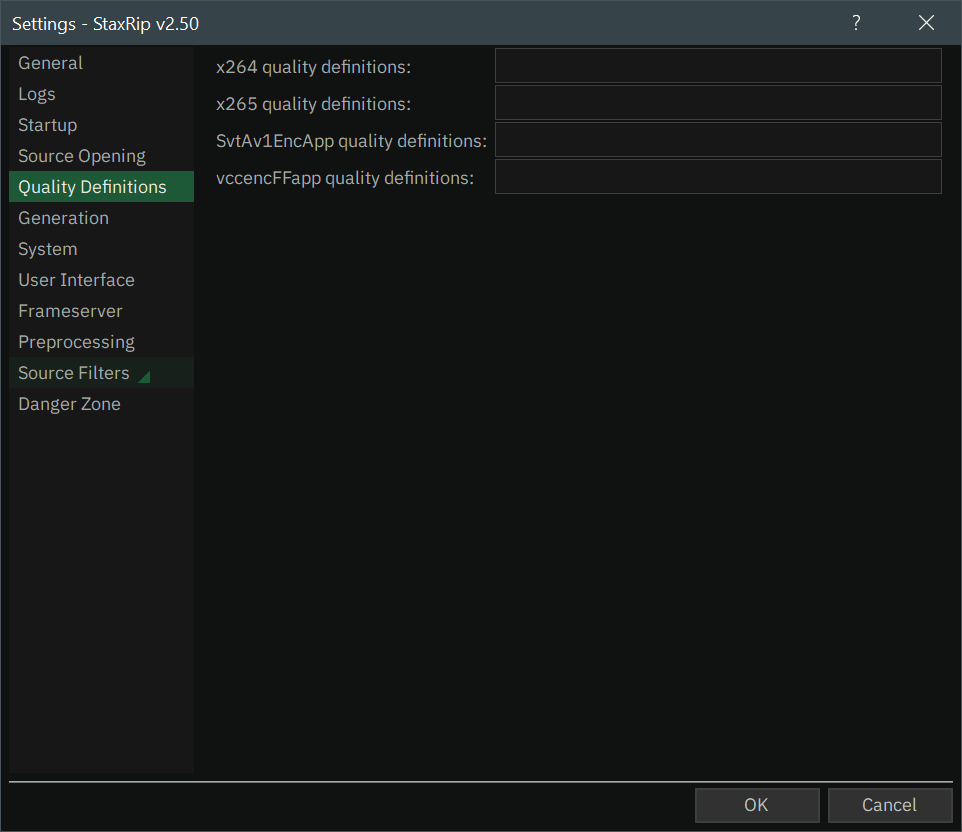 Settings - StaxRip v2.50 ?
General
Logs
Startup
Source Opening
Quality Definitions
Generation
System
User Interface
Frameserver
Preprocessing
Source Filters
Danger Zone
x264 quality definitions:
x265 quality definitions:
SvtAv1EncApp quality definitions:
vccencFFapp quality definitions:
OK Cancel